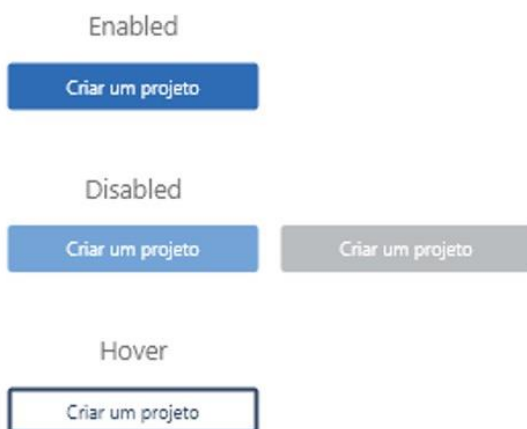 Enabled
Criar um projeto
Disabled
Criar um projeto Criar um projeto
Hover
Criar um projeto